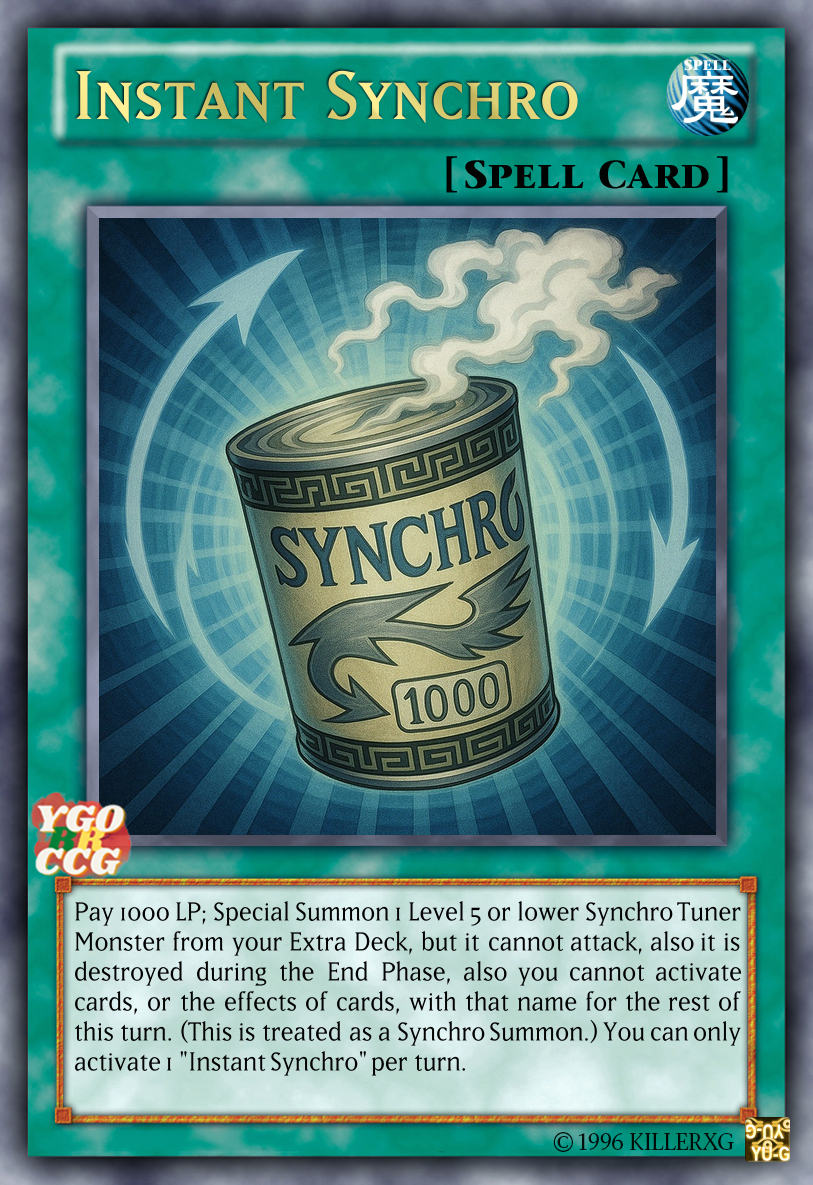 Instant Synchro
SPELL
魔
[Spell Card]
SYNCHRO
1000
YGO
CCG
Pay 1000 LP; Special Summon 1 Level 5 or lower Synchro Tuner
Monster from your Extra Deck, but it cannot attack, also it is
destroyed during the End Phase, also you cannot activate
cards, or the effects of cards, with that name for the rest of
this turn. (This is treated as a Synchro Summon.) You can only
activate 1 "Instant Synchro" per turn.
© 1996 KILLERXG